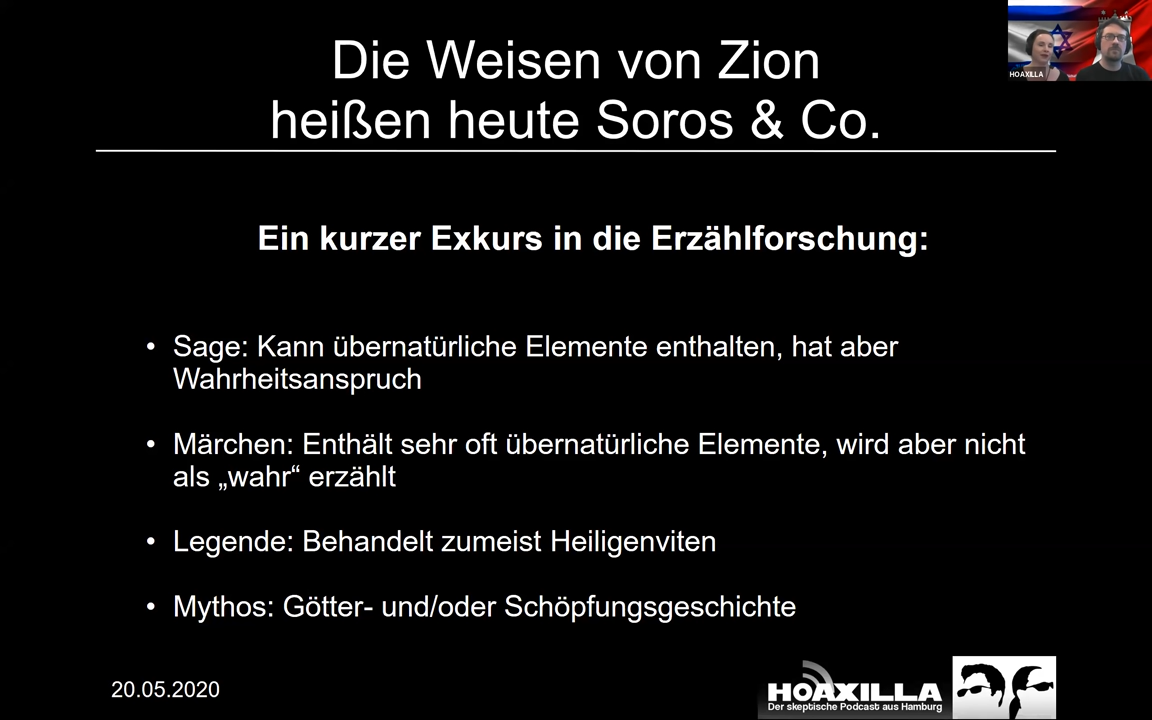 Die Weisen von Zion
heißen heute Soros & Co.
HOAXILLA
Ein kurzer Exkurs in die Erzählforschung:
• Sage: Kann übernatürliche Elemente enthalten, hat aber
Wahrheitsanspruch
• Märchen: Enthält sehr oft übernatürliche Elemente, wird aber nicht
als „wahr“ erzählt
• Legende: Behandelt zumeist Heiligenviten
• Mythos: Götter- und/oder Schöpfungsgeschichte
20.05.2020
HOAXILLA
Der skeptische Podcast aus Hamburg